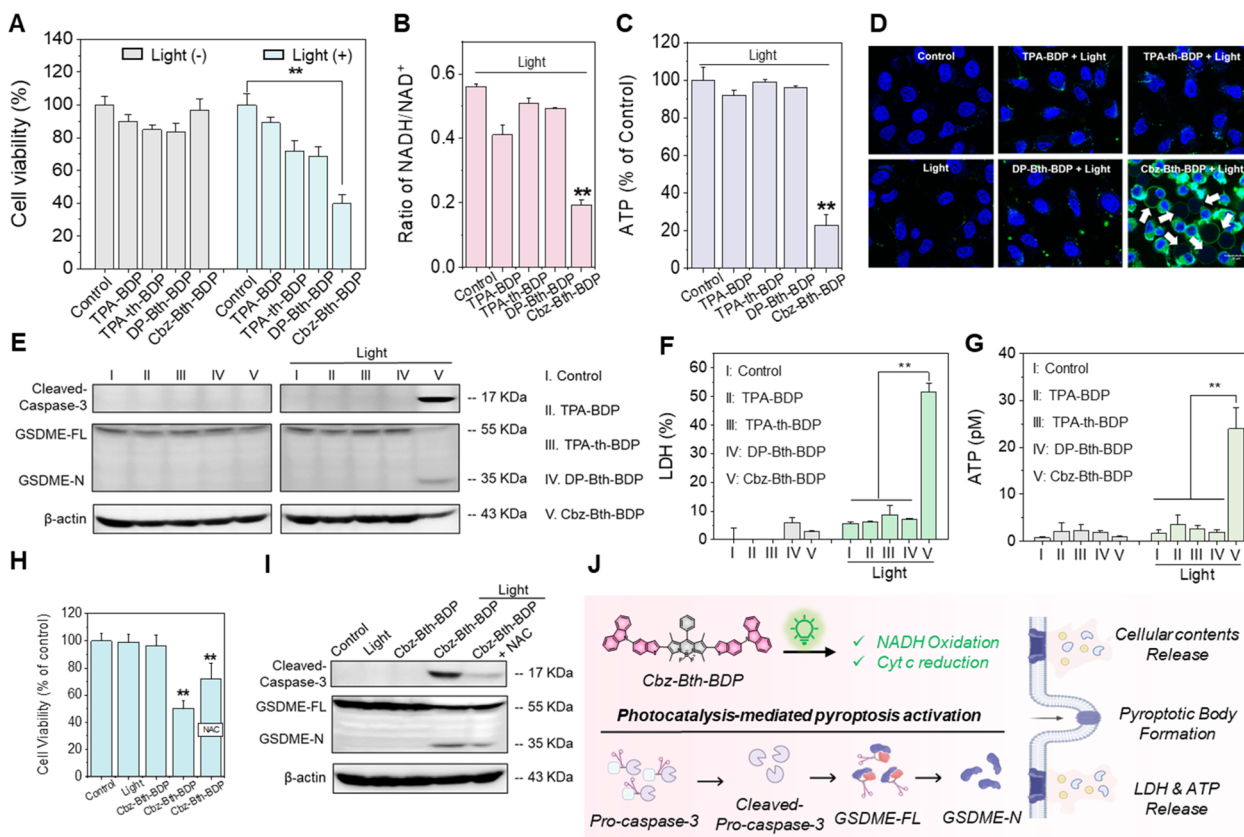 A
Light (-)
Light (+)
**
Cell viability (%)
140
120
100
80
60
40
20
0
Control
TPA-BDP
TPA-th-BDP
DP-Bth-BDP
Cbz-Bth-BDP
Control
TPA-BDP
TPA-th-BDP
DP-Bth-BDP
Cbz-Bth-BDP
B
Light
**
Ratio of NADH/NAD+
0.6
0.4
0.2
0.0
Control
TPA-BDP
TPA-th-BDP
DP-Bth-BDP
Cbz-Bth-BDP
C
Light
**
ATP (% of Control)
120
100
80
60
40
20
0
Control
TPA-BDP
TPA-th-BDP
DP-Bth-BDP
Cbz-Bth-BDP
D
Control
TPA-BDP + Light
TPA-th-BDP + Light
Light
DP-Bth-BDP + Light
Cbz-Bth-BDP + Light
E
Light
I II III IV V I II III IV V
Cleaved-
Caspase-3
-- 17 KDa
GSDME-FL
-- 55 KDa
GSDME-N
-- 35 KDa
β-actin
-- 43 KDa
I. Control
II. TPA-BDP
III. TPA-th-BDP
IV. DP-Bth-BDP
V. Cbz-Bth-BDP
F
I: Control
II: TPA-BDP
III: TPA-th-BDP
IV: DP-Bth-BDP
V: Cbz-Bth-BDP
**
LDH (%)
60
50
40
30
20
10
0
I II III IV V I II III IV V
Light
G
I: Control
II: TPA-BDP
III: TPA-th-BDP
IV: DP-Bth-BDP
V: Cbz-Bth-BDP
**
ATP (pM)
40
30
20
10
0
I II III IV V I II III IV V
Light
H
Cell Viability (% of control)
120
100
80
60
40
20
0
**
**
NAC
Control
Light
Cbz-Bth-BDP
Cbz-Bth-BDP
Cbz-Bth-BDP
I
Light
Control
Light
Cbz-Bth-BDP
Cbz-Bth-BDP
Cbz-Bth-BDP
+ NAC
Cleaved-
Caspase-3
-- 17 KDa
GSDME-FL
-- 55 KDa
GSDME-N
-- 35 KDa
β-actin
-- 43 KDa
J
Cbz-Bth-BDP
✓ NADH Oxidation
✓ Cyt c reduction
Photocatalysis-mediated pyroptosis activation
Pro-caspase-3
Cleaved-
Pro-caspase-3
GSDME-FL
GSDME-N
Cellular contents
Release
Pyroptotic Body
Formation
LDH & ATP
Release